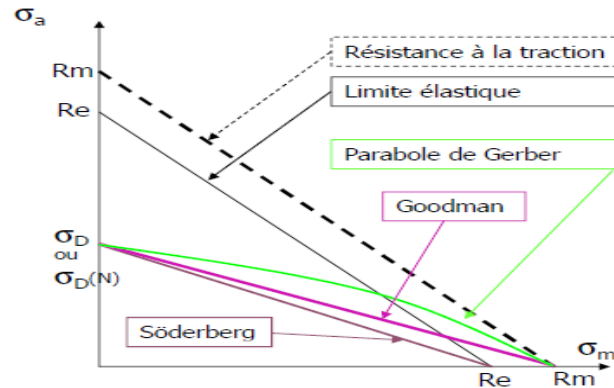 σa
Résistance à la traction
Rm
Limite élastique
Re
Parabole de Gerber
Goodman
σD
ou
σD(N)
Söderberg
σm
Re
Rm